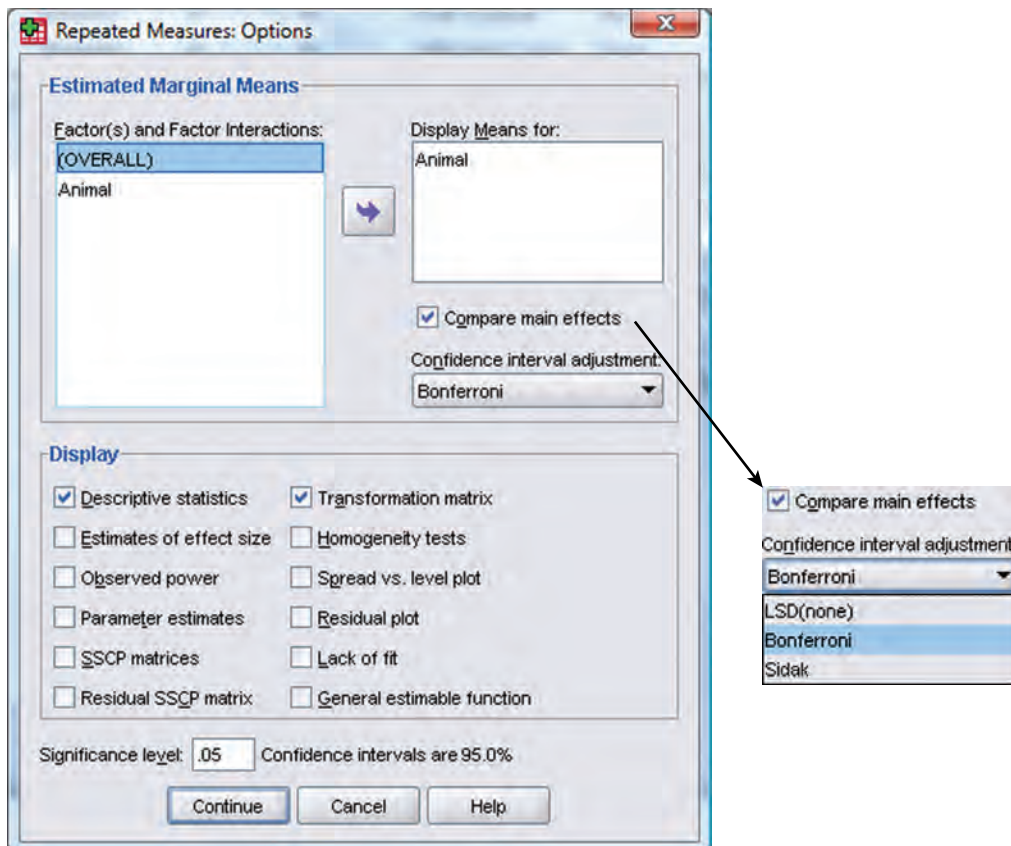 Repeated Measures: Options
Estimated Marginal Means
Factor(s) and Factor Interactions:
(OVERALL)
Animal
Display Means for:
Animal
Compare main effects
Confidence interval adjustment:
Bonferroni
Display
Descriptive statistics
Transformation matrix
Estimates of effect size
Homogeneity tests
Observed power
Spread vs. level plot
Parameter estimates
Residual plot
SSCP matrices
Lack of fit
Residual SSCP matrix
General estimable function
Significance level: .05 Confidence intervals are 95.0%
Continue
Cancel
Help
Compare main effects
Confidence interval adjustment
Bonferroni
LSD(none)
Bonferroni
Sidak